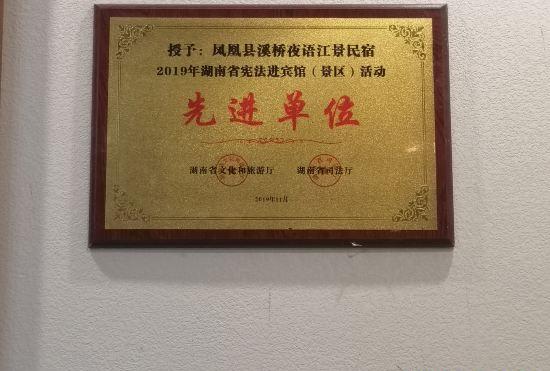 授予：凤凰县溪桥夜语江景民宿
2019年湖南省宪法进宾馆（景区）活动
先进单位
湖南省文化和旅游厅 湖南省司法厅
2019年11月